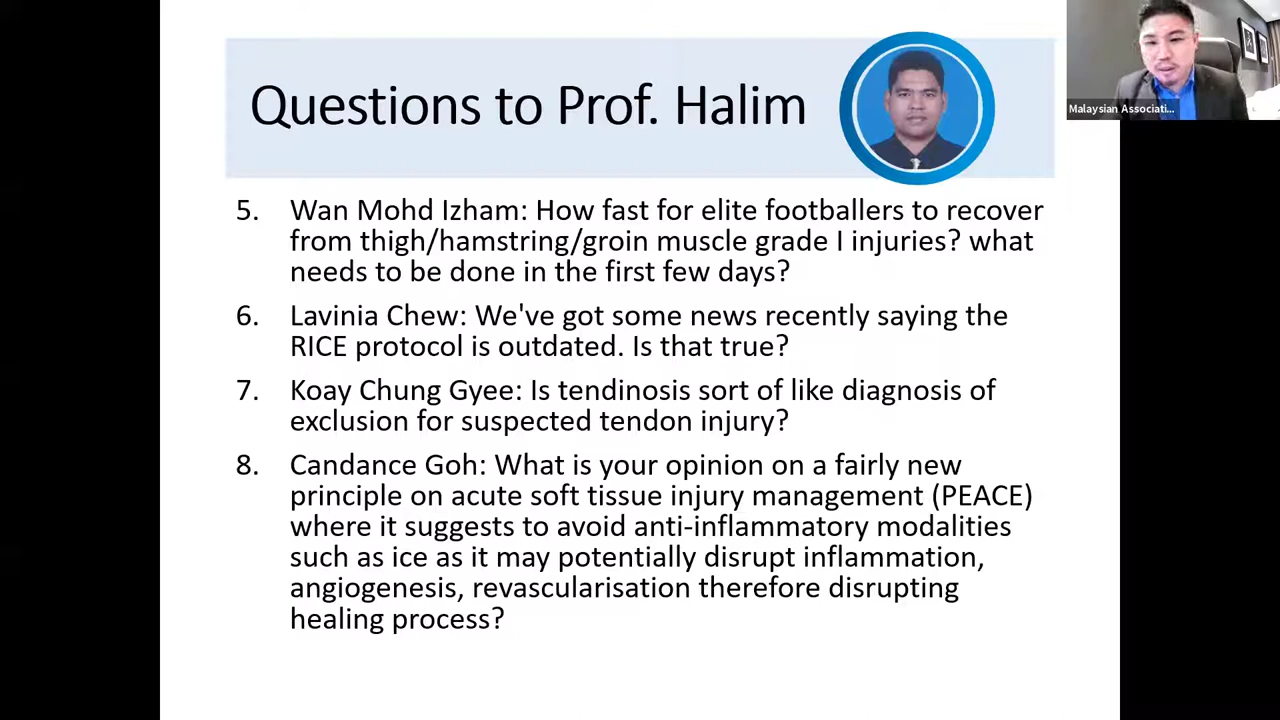 Questions to Prof. Halim
Malaysian Associati...
5. Wan Mohd Izham: How fast for elite footballers to recover
from thigh/hamstring/groin muscle grade I injuries? what
needs to be done in the first few days?
6. Lavinia Chew: We've got some news recently saying the
RICE protocol is outdated. Is that true?
7. Koay Chung Gyee: Is tendinosis sort of like diagnosis of
exclusion for suspected tendon injury?
8. Candance Goh: What is your opinion on a fairly new
principle on acute soft tissue injury management (PEACE)
where it suggests to avoid anti-inflammatory modalities
such as ice as it may potentially disrupt inflammation,
angiogenesis, revascularisation therefore disrupting
healing process?